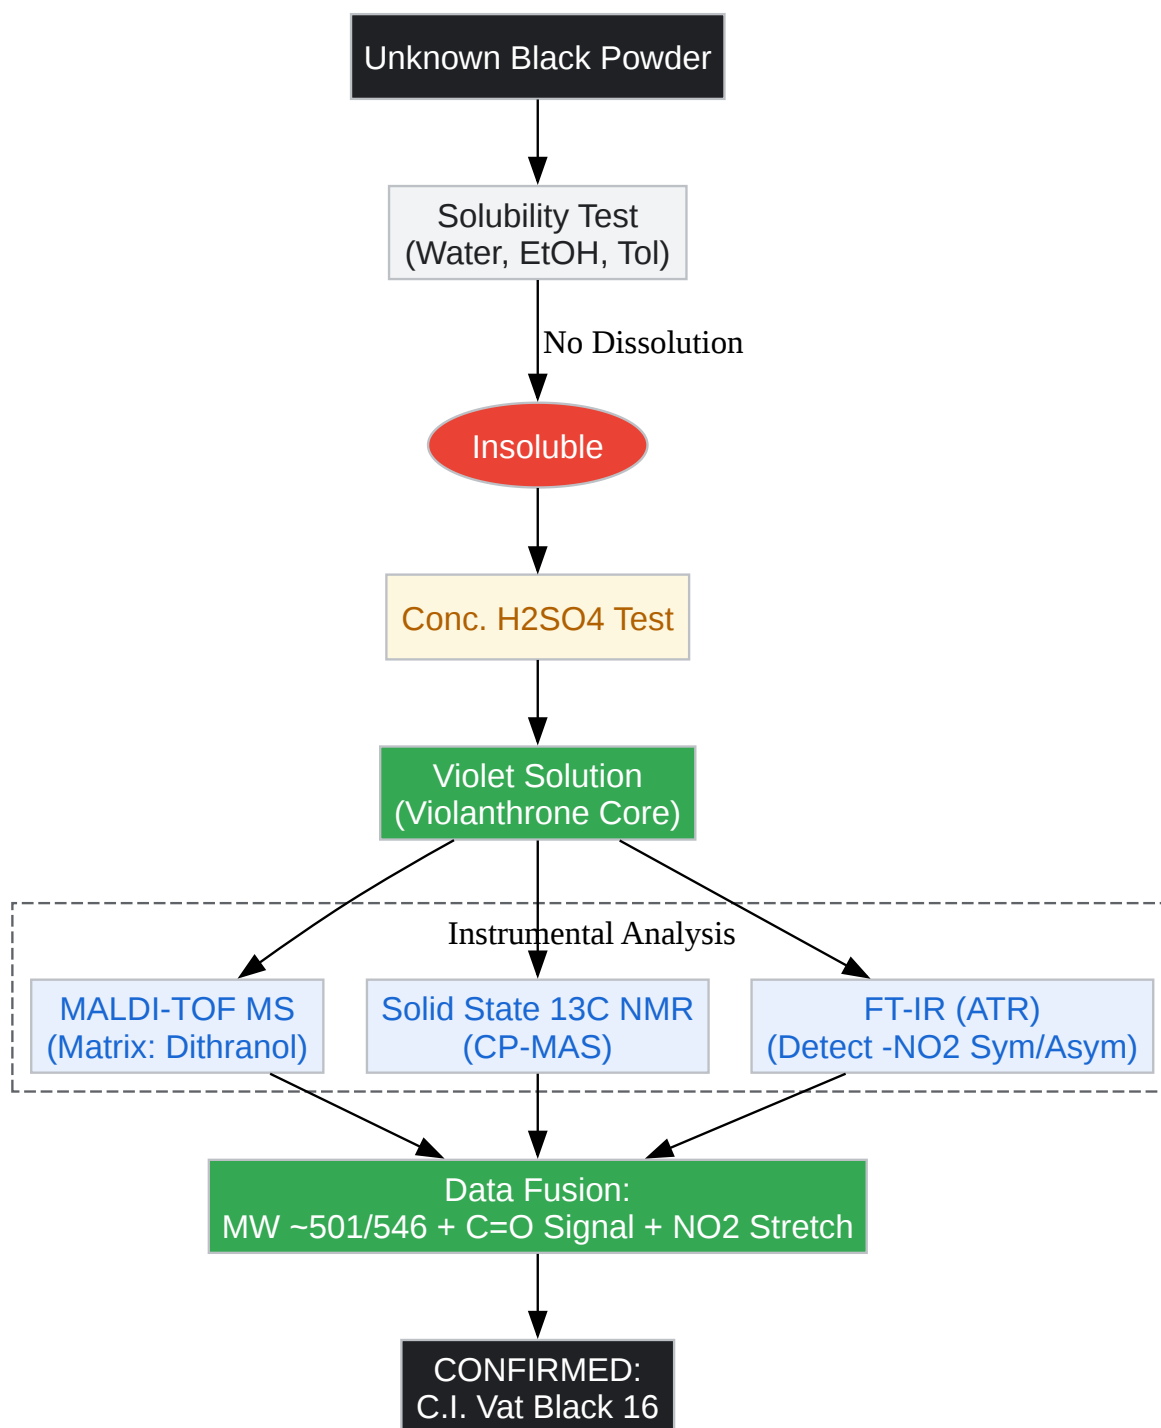 Unknown Black Powder
Solubility Test
(Water, EtOH, Tol)
No Dissolution
Insoluble
Conc. H2SO4 Test
Violet Solution
(Violanthrone Core)
Instrumental Analysis
MALDI-TOF MS
(Matrix: Dithranol)
Solid State 13C NMR
(CP-MAS)
FT-IR (ATR)
(Detect -NO2 Sym/Asym)
Data Fusion:
MW ~501/546 + C=O Signal + NO2 Stretch
CONFIRMED:
C.I. Vat Black 16